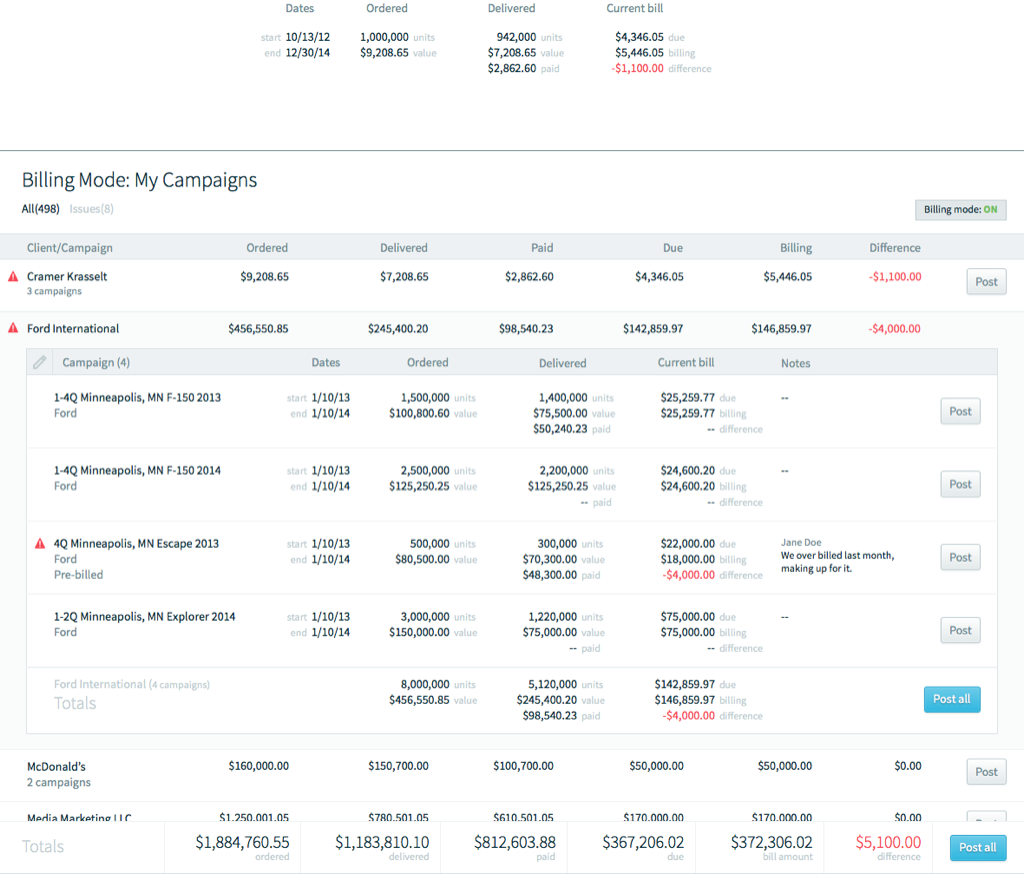 Dates Ordered Delivered Current bill
start 10/13/12 1,000,000 units 942,000 units $4,346.05 due
end 12/30/14 $9,208.65 value $7,208.65 value $5,446.05 billing
$2,862.60 paid -$1,100.00 difference
Billing Mode: My Campaigns
All(498) Issues(8)
Billing mode: ON
Client/Campaign Ordered Delivered Paid Due Billing Difference
Cramer Krasselt $9,208.65 $7,208.65 $2,862.60 $4,346.05 $5,446.05 -$1,100.00 Post
3 campaigns
Ford International $456,550.85 $245,400.20 $98,540.23 $142,859.97 $146,859.97 -$4,000.00
Campaign (4) Dates Ordered Delivered Current bill Notes
1-4Q Minneapolis, MN F-150 2013 start 1/10/13 1,500,000 units 1,400,000 units $25,259.77 due --
Ford end 1/10/14 $100,800.60 value $75,500.00 value $25,259.77 billing Post
$50,240.23 paid -- difference
1-4Q Minneapolis, MN F-150 2014 start 1/10/13 2,500,000 units 2,200,000 units $24,600.20 due --
Ford end 1/10/14 $125,250.25 value $125,250.25 value $24,600.20 billing Post
-- paid -- difference
4Q Minneapolis, MN Escape 2013 start 1/10/13 500,000 units 300,000 units $22,000.00 due Jane Doe
Ford end 1/10/14 $80,500.00 value $70,300.00 value $18,000.00 billing We over billed last month, Post
Pre-billed $48,300.00 paid -$4,000.00 difference making up for it.
1-2Q Minneapolis, MN Explorer 2014 start 1/10/13 3,000,000 units 1,220,000 units $75,000.00 due --
Ford end 1/10/14 $150,000.00 value $75,000.00 value $75,000.00 billing Post
-- paid -- difference
Ford International (4 campaigns) 8,000,000 units 5,120,000 units $142,859.97 due
Totals $456,550.85 value $245,400.20 value $146,859.97 billing Post all
$98,540.23 paid -$4,000.00 difference
McDonald's $160,000.00 $150,700.00 $100,700.00 $50,000.00 $50,000.00 $0.00 Post
2 campaigns
Media Marketing LLC $1,250,001.05 $780,501.05 $610,501.05 $170,000.00 $170,000.00 $0.00
Totals $1,884,760.55 $1,183,810.10 $812,603.88 $367,206.02 $372,306.02 $5,100.00 Post all
ordered delivered paid due bill amount difference